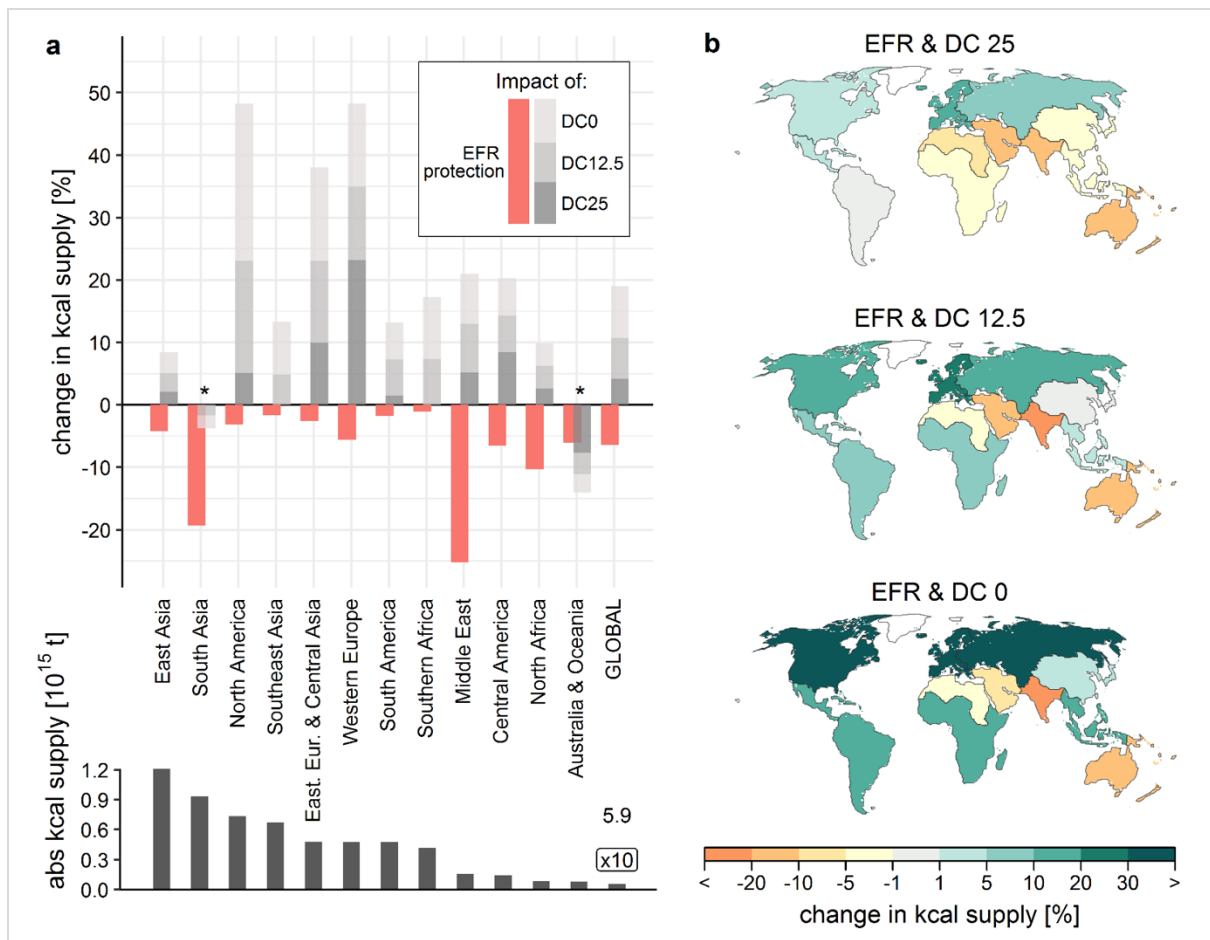 a
change in kcal supply [%]
50
40
30
20
10
0
-10
-20
Impact of:
EFR
protection
DC0
DC12.5
DC25
*
*
East Asia
South Asia
North America
Southeast Asia
East. Eur. & Central Asia
Western Europe
South America
Southern Africa
Middle East
Central America
North Africa
Australia & Oceania
GLOBAL
abs kcal supply [10^15 t]
1.2
0.9
0.6
0.3
0.0
5.9
x10
b
EFR & DC 25
EFR & DC 12.5
EFR & DC 0
< -20 -10 -5 -1 1 5 10 20 30 >
change in kcal supply [%]